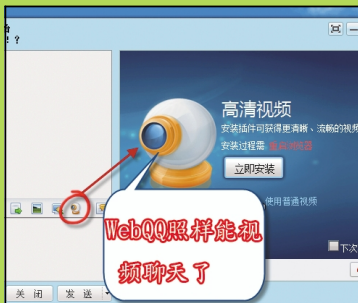 ！？
高清视频
安装插件可获得更清晰、流畅的视频
安装过程需
立即安装
使用普通视频
WebQQ照样能视
频聊天了
下次
关闭
发送